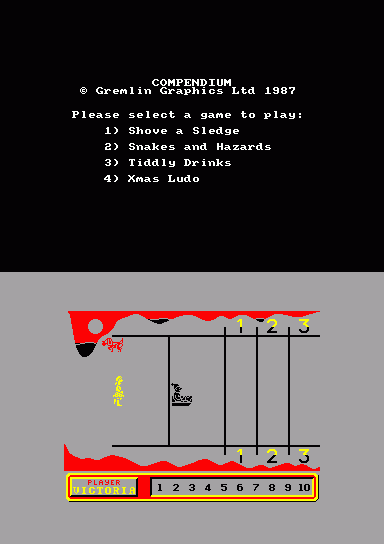 COMPENDIUM
© Gremlin Graphics Ltd 1987
Please select a game to play:
1) Shove a Sledge
2) Snakes and Hazards
3) Tiddly Drinks
4) Xmas Ludo
1 2 3
1 2 3
PLAYER
VICTORIA
1 2 3 4 5 6 7 8 9 10